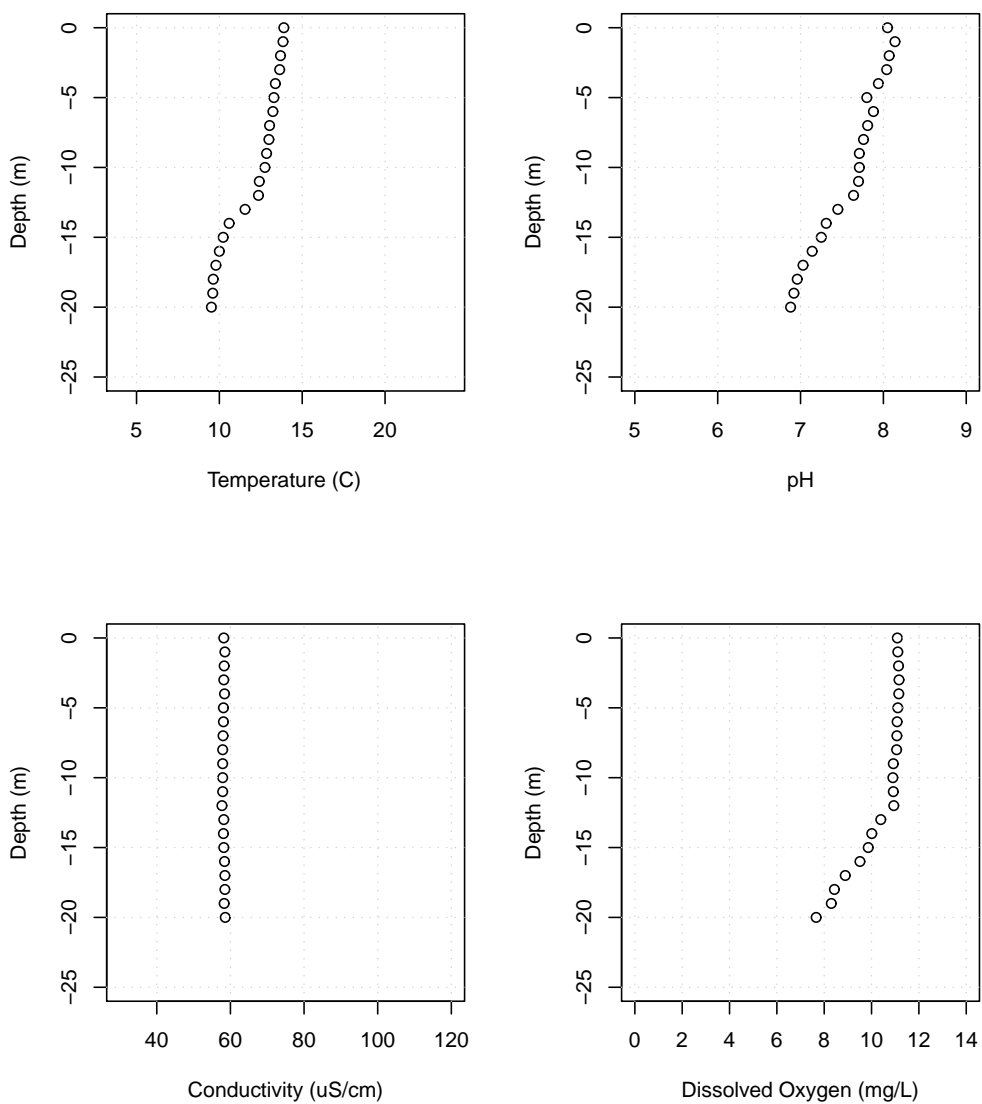 0
−5
−10
−15
−20
−25
Depth (m)
5 10 15 20
Temperature (C)
0
−5
−10
−15
−20
−25
Depth (m)
5 6 7 8 9
pH
0
−5
−10
−15
−20
−25
Depth (m)
40 60 80 100 120
Conductivity (uS/cm)
0
−5
−10
−15
−20
−25
Depth (m)
0 2 4 6 8 10 12 14
Dissolved Oxygen (mg/L)